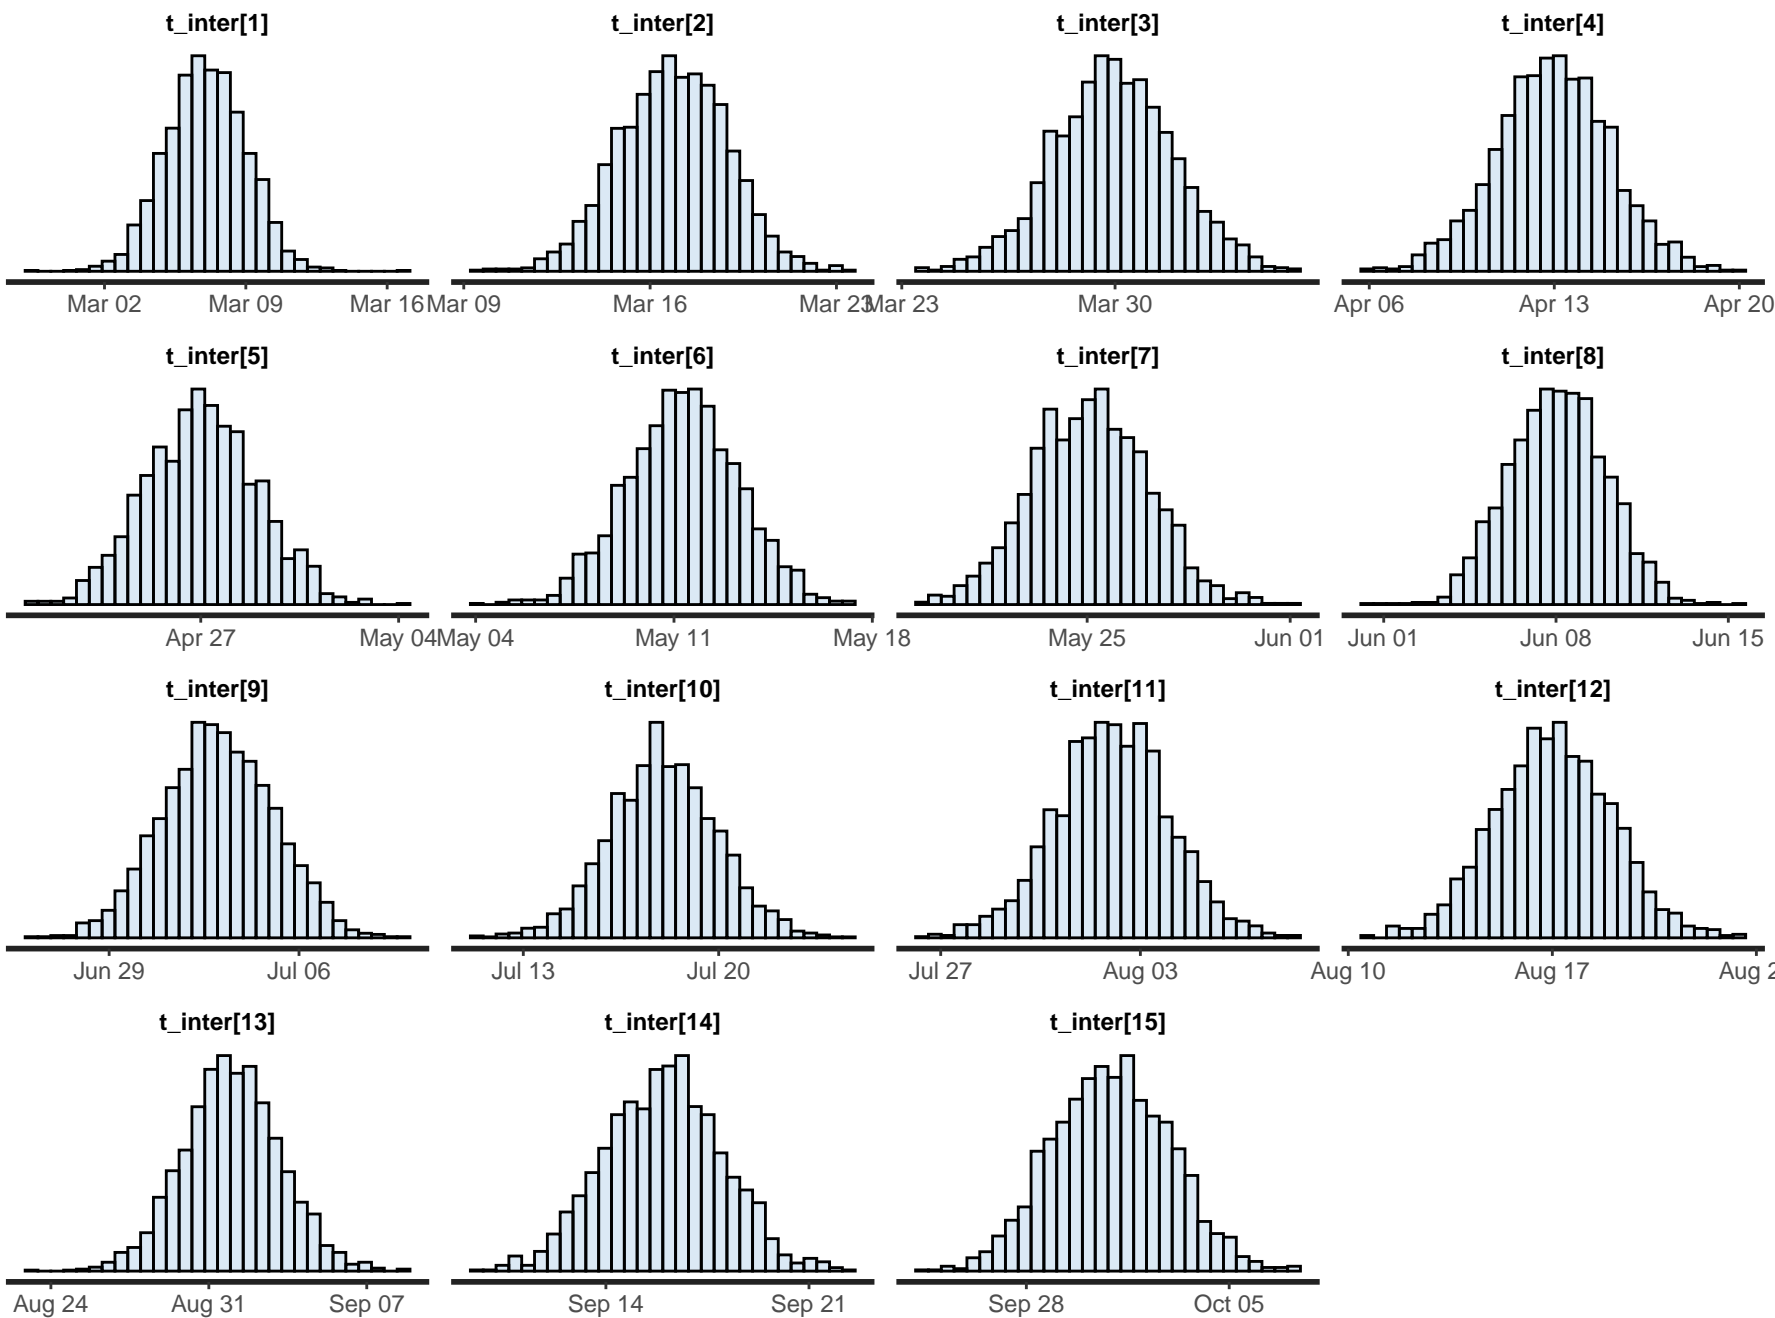 t_inter[1] t_inter[2] t_inter[3] t_inter[4]
Mar 02 Mar 09 Mar 16 Mar 09 Mar 16 Mar 23 Mar 23 Mar 30 Apr 06 Apr 13 Apr 20
t_inter[5] t_inter[6] t_inter[7] t_inter[8]
Apr 27 May 04 May 04 May 11 May 18 May 25 Jun 01 Jun 01 Jun 08 Jun 15
t_inter[9] t_inter[10] t_inter[11] t_inter[12]
Jun 29 Jul 06 Jul 13 Jul 20 Jul 27 Aug 03 Aug 10 Aug 17 Aug
t_inter[13] t_inter[14] t_inter[15]
Aug 24 Aug 31 Sep 07 Sep 14 Sep 21 Sep 28 Oct 05